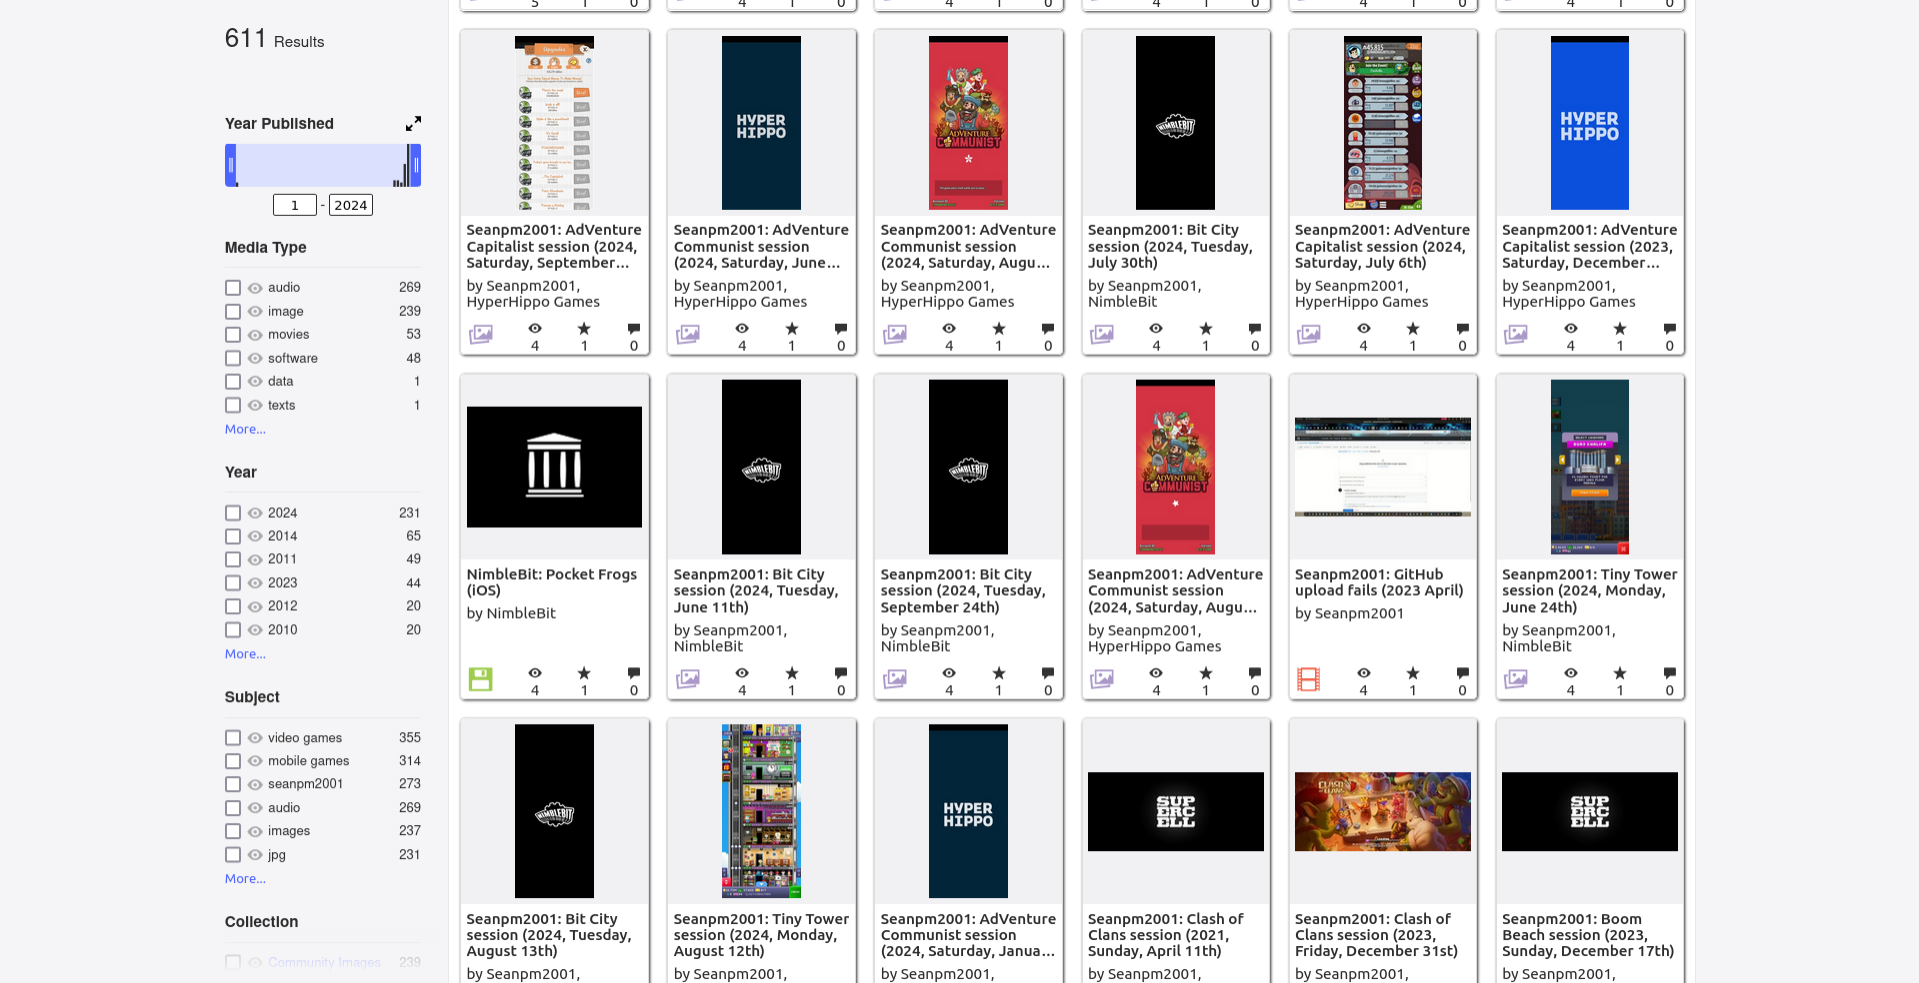 611 Results
Year Published
1 - 2024
Media Type
audio 269
image 239
movies 53
software 48
data 1
texts 1
More...
Year
2024 231
2014 65
2011 49
2023 44
2012 20
2010 20
More...
Subject
video games 355
mobile games 314
seanpm2001 273
audio 269
images 237
jpg 231
More...
Collection
Community Images 239
5 1 0
4 1 0
4 1 0
4 1 0
4 1 0
4 1 0
Upgrades
Seanpm2001: AdVenture
Capitalist session (2024,
Saturday, September...
by Seanpm2001,
HyperHippo Games
4 1 0
HYPER
HIPPO
Seanpm2001: AdVenture
Communist session
(2024, Saturday, June...
by Seanpm2001,
HyperHippo Games
4 1 0
ADVENTURE
COMMUNIST
Seanpm2001: AdVenture
Communist session
(2024, Saturday, Augu...
by Seanpm2001,
HyperHippo Games
4 1 0
NIMBLEBIT
Seanpm2001: Bit City
session (2024, Tuesday,
July 30th)
by Seanpm2001,
NimbleBit
4 1 0
Seanpm2001: AdVenture
Capitalist session (2024,
Saturday, July 6th)
by Seanpm2001,
HyperHippo Games
4 1 0
HYPER
HIPPO
Seanpm2001: AdVenture
Capitalist session (2023,
Saturday, December...
by Seanpm2001,
HyperHippo Games
4 1 0
NimbleBit: Pocket Frogs
(iOS)
by NimbleBit
4 1 0
NIMBLEBIT
Seanpm2001: Bit City
session (2024, Tuesday,
June 11th)
by Seanpm2001,
NimbleBit
4 1 0
NIMBLEBIT
Seanpm2001: Bit City
session (2024, Tuesday,
September 24th)
by Seanpm2001,
NimbleBit
4 1 0
ADVENTURE
COMMUNIST
Seanpm2001: AdVenture
Communist session
(2024, Saturday, Augu...
by Seanpm2001,
HyperHippo Games
4 1 0
Seanpm2001: GitHub
upload fails (2023 April)
by Seanpm2001
4 1 0
Seanpm2001: Tiny Tower
session (2024, Monday,
June 24th)
by Seanpm2001,
NimbleBit
4 1 0
NIMBLEBIT
Seanpm2001: Bit City
session (2024, Tuesday,
August 13th)
by Seanpm2001,
Seanpm2001: Tiny Tower
session (2024, Monday,
August 12th)
by Seanpm2001,
HYPER
HIPPO
Seanpm2001: AdVenture
Communist session
(2024, Saturday, Janua...
by Seanpm2001,
SUP
ERC
ELL
Seanpm2001: Clash of
Clans session (2021,
Sunday, April 11th)
by Seanpm2001,
Seanpm2001: Clash of
Clans session (2023,
Friday, December 31st)
by Seanpm2001,
SUP
ERC
ELL
Seanpm2001: Boom
Beach session (2023,
Sunday, December 17th)
by Seanpm2001,